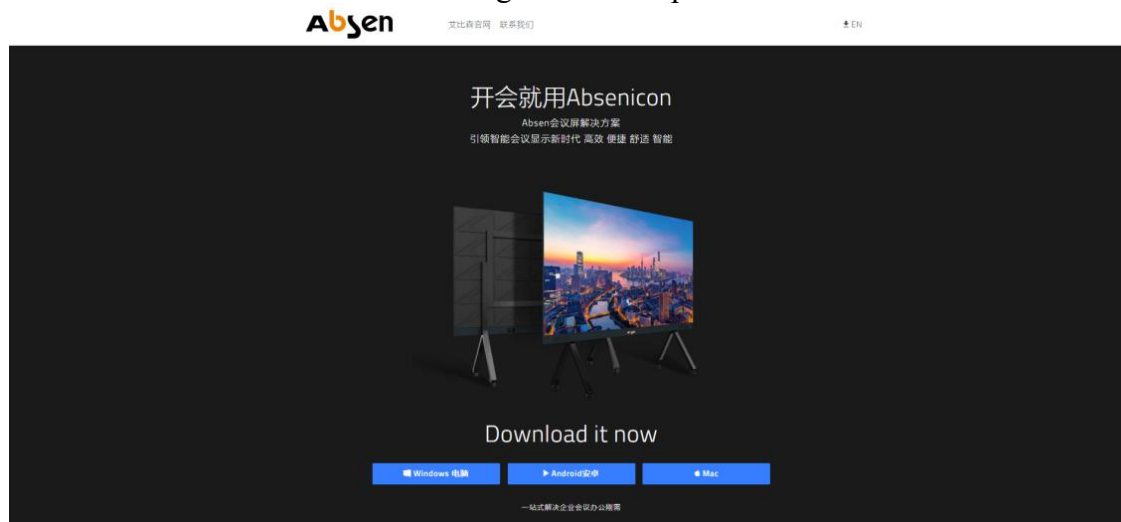 Absen
艾比森官网 联系我们
EN
开会就用Absenicon
Absen会议屏解决方案
引领智能会议显示新时代 高效 便捷 舒适 智能
Download it now
Windows 电脑
Android安卓
Mac
一站式解决企业会议办公刚需